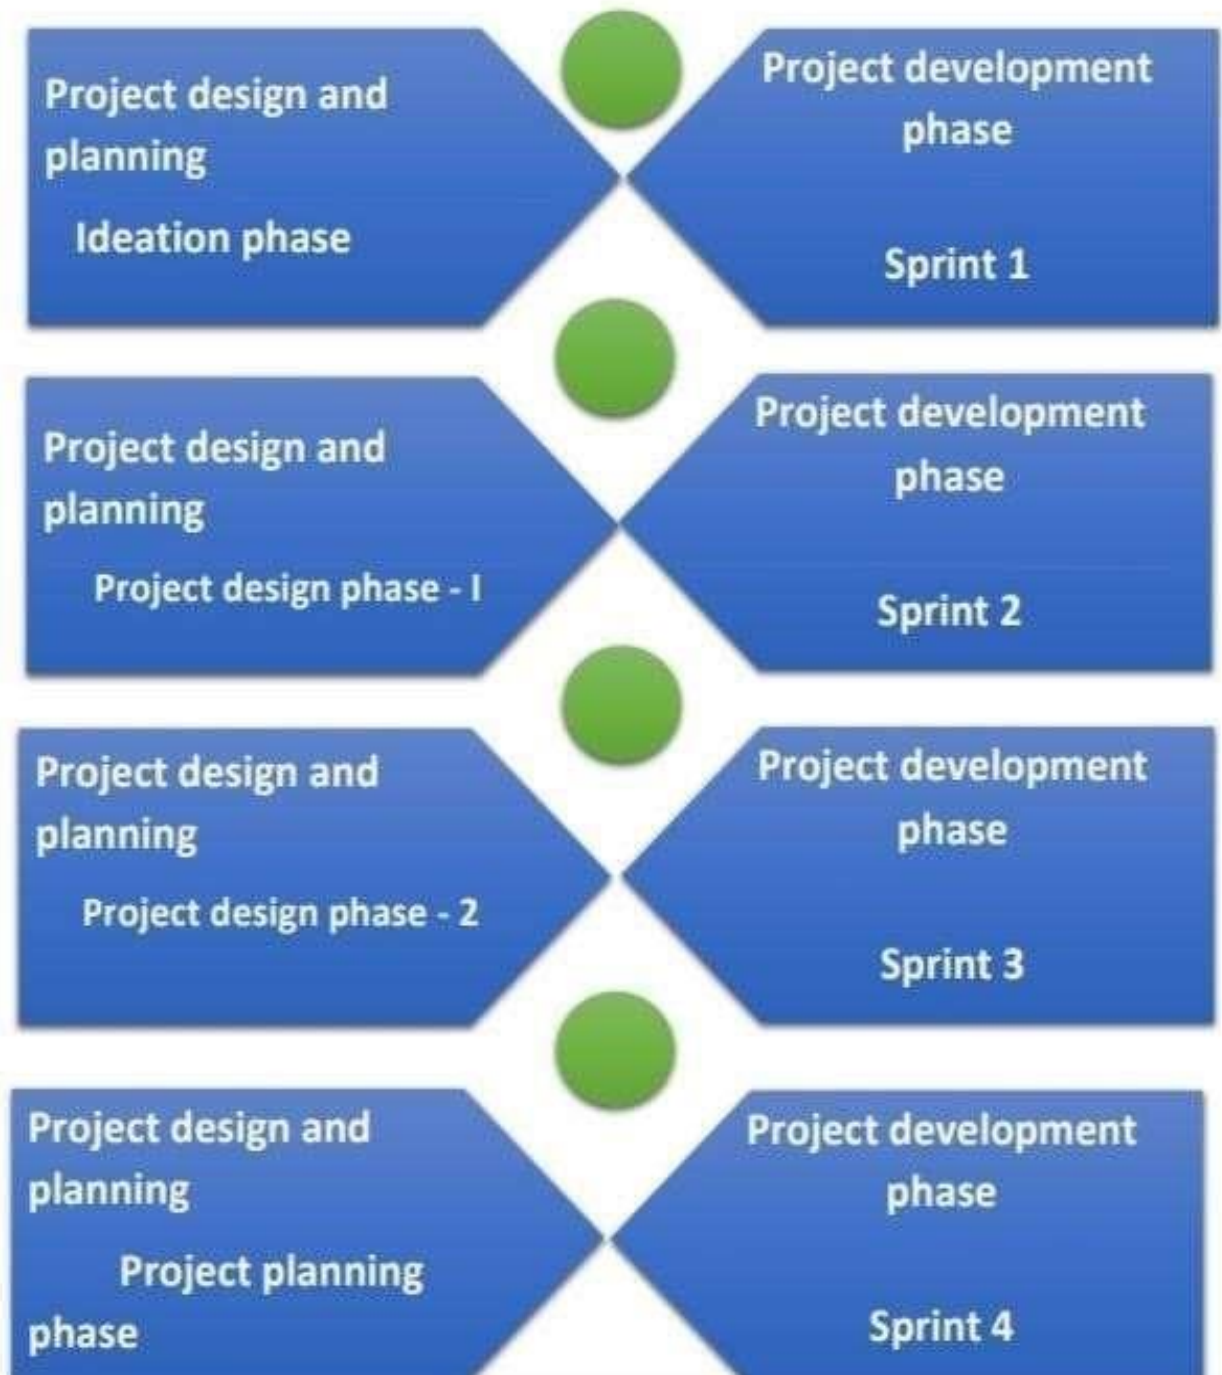 Project design and
planning
Ideation phase
Project development
phase
Sprint 1
Project design and
planning
Project design phase - I
Project development
phase
Sprint 2
Project design and
planning
Project design phase - 2
Project development
phase
Sprint 3
Project design and
planning
Project planning
phase
Project development
phase
Sprint 4